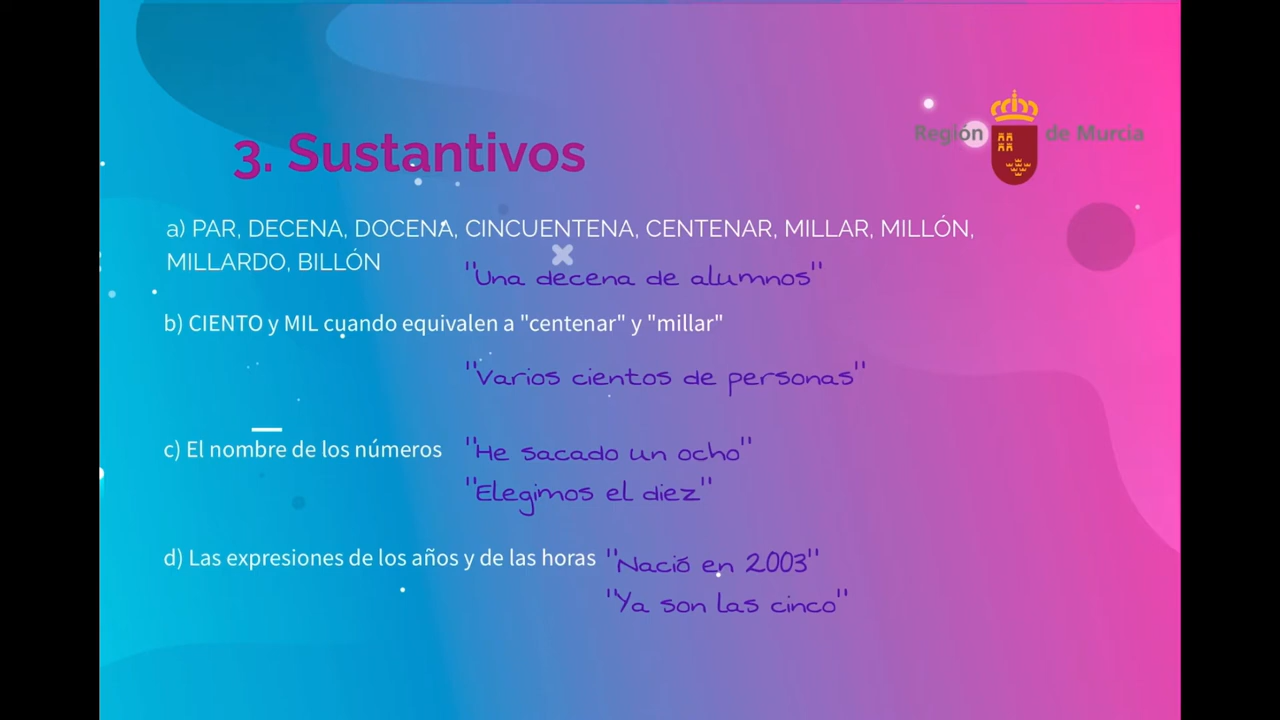 Región de Murcia
3. Sustantivos
a) PAR, DECENA, DOCENA, CINCUENTENA, CENTENAR, MILLAR, MILLÓN,
MILLARDO, BILLÓN
"Una decena de alumnos"
b) CIENTO y MIL cuando equivalen a "centenar" y "millar"
"Varios cientos de personas"
c) El nombre de los números
"He sacado un ocho"
"Elegimos el diez"
d) Las expresiones de los años y de las horas
"Nació en 2003"
"Ya son las cinco"